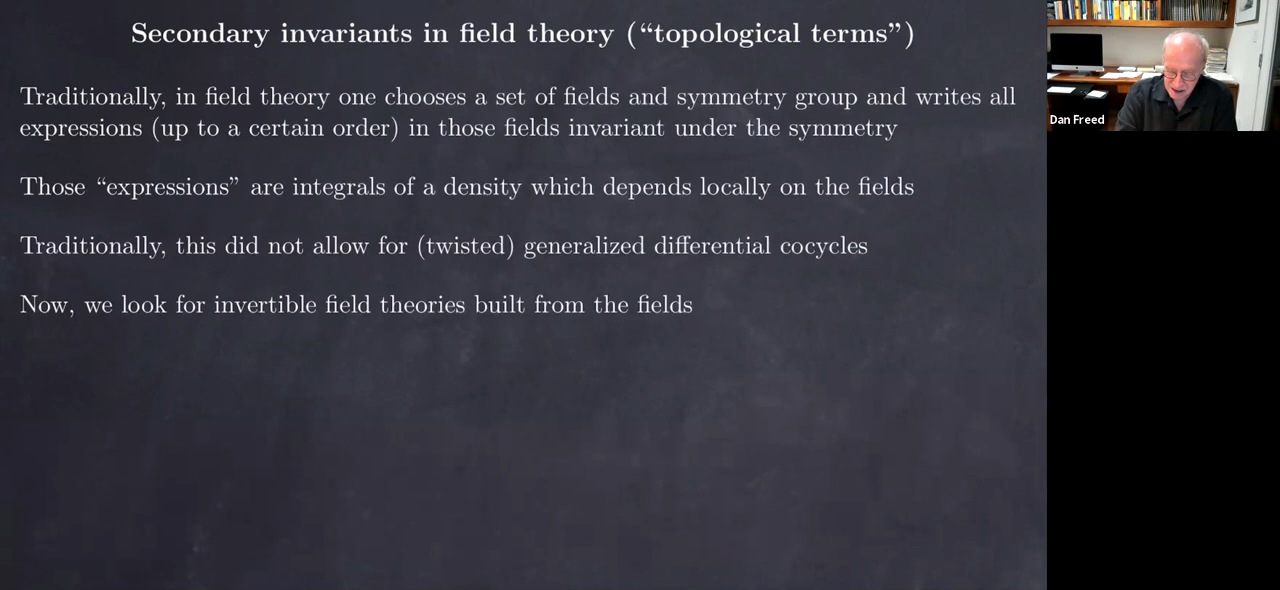 Secondary invariants in field theory (“topological terms”)
Traditionally, in field theory one chooses a set of fields and symmetry group and writes all
expressions (up to a certain order) in those fields invariant under the symmetry
Those “expressions” are integrals of a density which depends locally on the fields
Traditionally, this did not allow for (twisted) generalized differential cocycles
Now, we look for invertible field theories built from the fields
Dan Freed